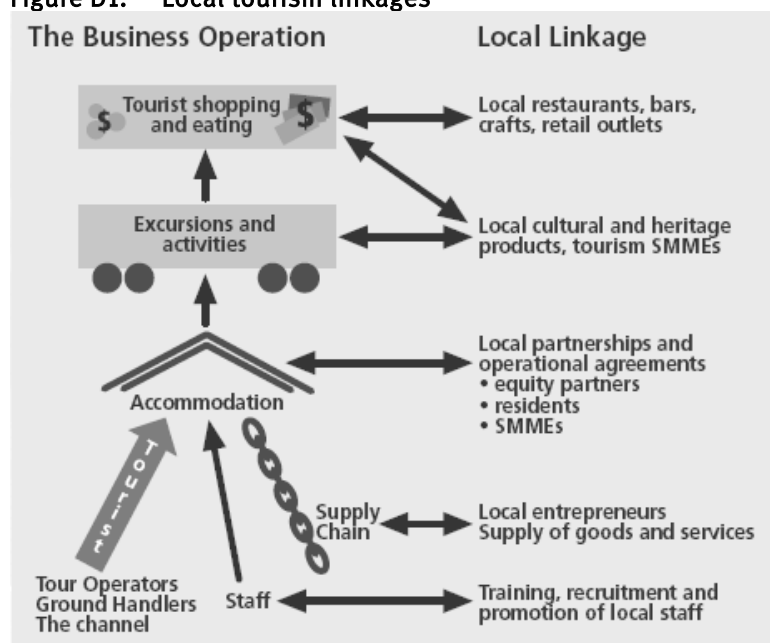 Figure D1. Local tourism linkages
The Business Operation
Local Linkage
$
Tourist shopping
and eating
$
Local restaurants, bars,
crafts, retail outlets
Excursions and
activities
Local cultural and heritage
products, tourism SMMEs
Local partnerships and
operational agreements
• equity partners
• residents
• SMMEs
Accommodation
Tourist
Supply
Chain
Local entrepreneurs
Supply of goods and services
Tour Operators
Ground Handlers
The channel
Staff
Training, recruitment and
promotion of local staff